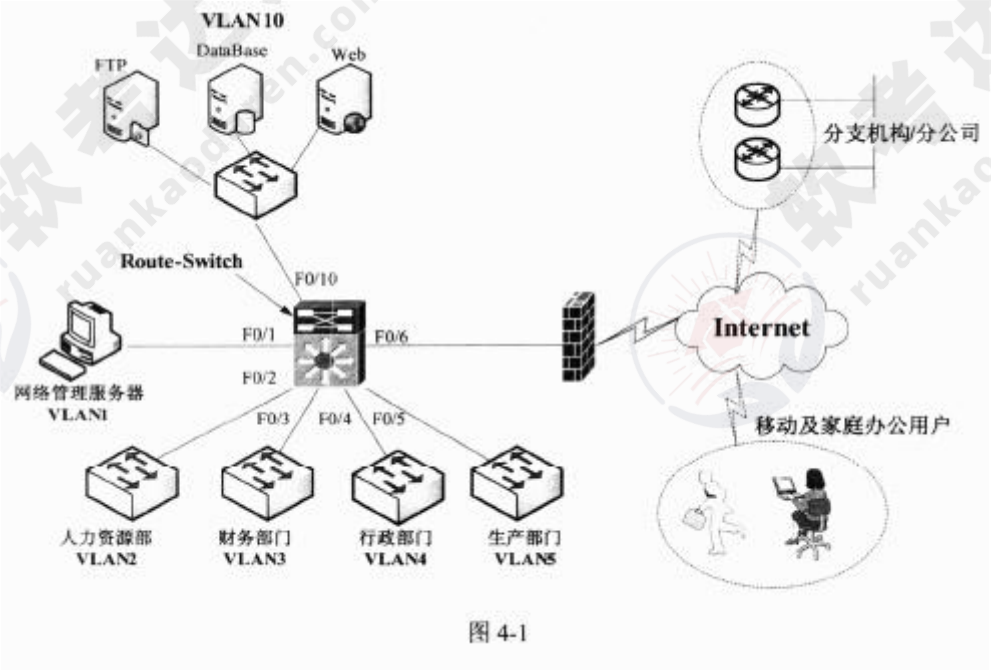 VLAN10
DataBase
FTP
Web
分支机构/分公司
Route-Switch
F0/10
F0/1
F0/6
Internet
F0/2
网络管理服务器
VLAN1
F0/3
F0/4
F0/5
移动及家庭办公用户
人力资源部
财务部门
行政部门
生产部门
VLAN2
VLAN3
VLAN4
VLAN5
图 4-1